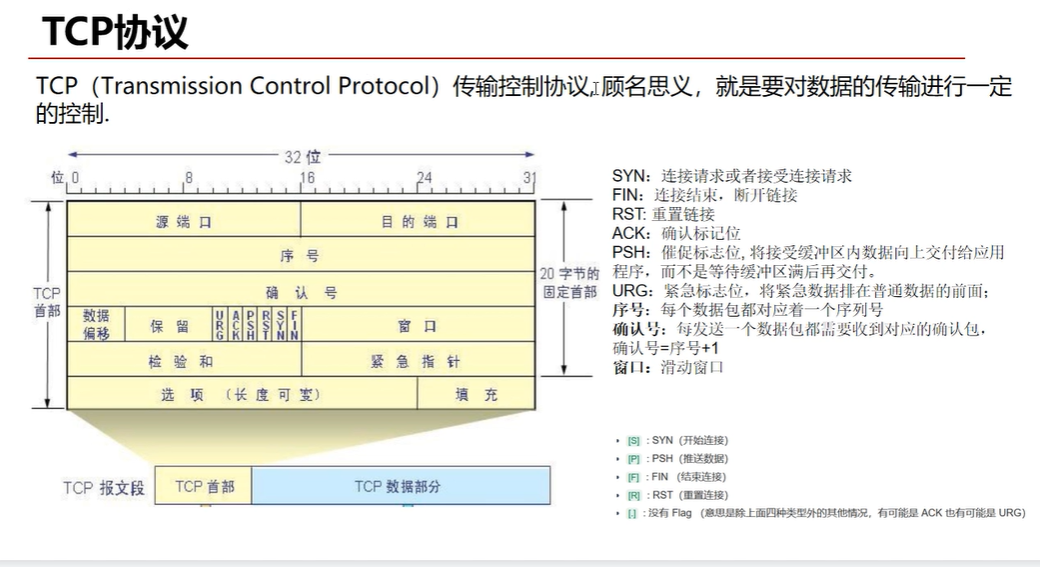 TCP协议
TCP（Transmission Control Protocol）传输控制协议,顾名思义，就是要对数据的传输进行一定
的控制.
32 位
位 0 8 16 24 31
源 端 口 目 的 端 口
序 号
确 认 号
数据
偏移
保 留
URG
ACK
PSH
RST
SYN
FIN
窗 口
检 验 和 紧 急 指 针
选 项 （长 度 可 变） 填 充
TCP
首部
20 字节的
固定首部
TCP 报文段
TCP 首部
TCP 数据部分
SYN：连接请求或者接受连接请求
FIN：连接结束，断开链接
RST: 重置链接
ACK：确认标记位
PSH：催促标志位, 将接受缓冲区内数据向上交付给应用
程序，而不是等待缓冲区满后再交付。
URG：紧急标志位，将紧急数据排在普通数据的前面；
序号：每个数据包都对应着一个序列号
确认号：每发送一个数据包都需要收到对应的确认包，
确认号=序号+1
窗口：滑动窗口
• [S] : SYN（开始连接）
• [P] : PSH（推送数据）
• [F] : FIN （结束连接）
• [R] : RST（重置连接）
• [.] : 没有 Flag （意思是除上面四种类型外的其他情况，有可能是 ACK 也有可能是 URG）